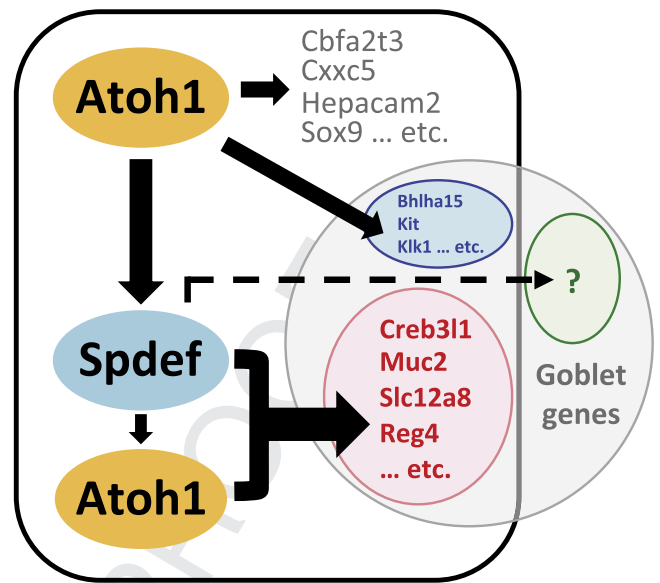 Atoh1
Cbfa2t3
Cxxc5
Hepacam2
Sox9 ... etc.
Bhlha15
Kit
Klk1 ... etc.
?
Spdef
Creb3l1
Muc2
Slc12a8
Reg4
... etc.
Goblet
genes
Atoh1